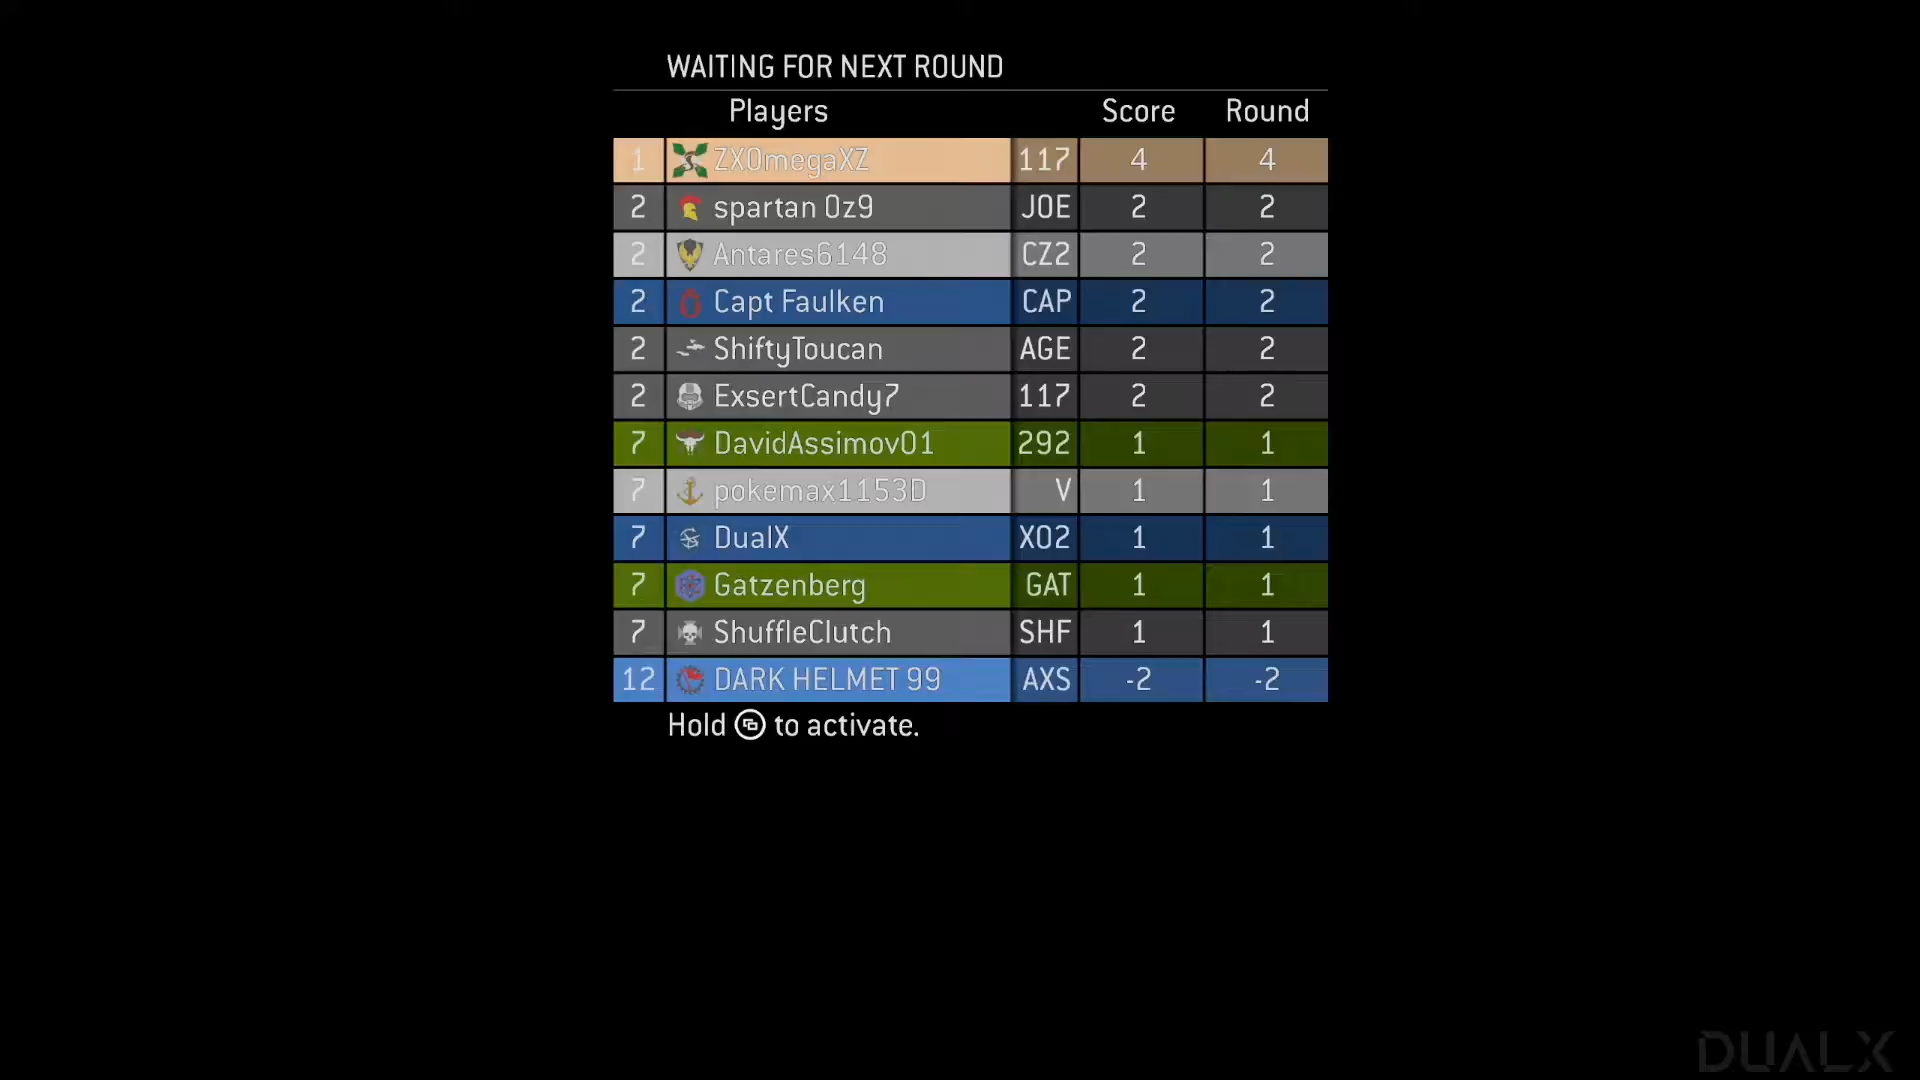 WAITING FOR NEXT ROUND
Players Score Round
1 ZXOmegaXZ 117 4 4
2 spartan 0z9 JOE 2 2
2 Antares6148 CZ2 2 2
2 Capt Faulken CAP 2 2
2 ShiftyToucan AGE 2 2
2 ExsertCandy7 117 2 2
7 DavidAssimov01 292 1 1
7 pokemax1153D V 1 1
7 DualX X02 1 1
7 Gatzenberg GAT 1 1
7 ShuffleClutch SHF 1 1
12 DARK HELMET 99 AXS -2 -2
Hold to activate.
DUALX